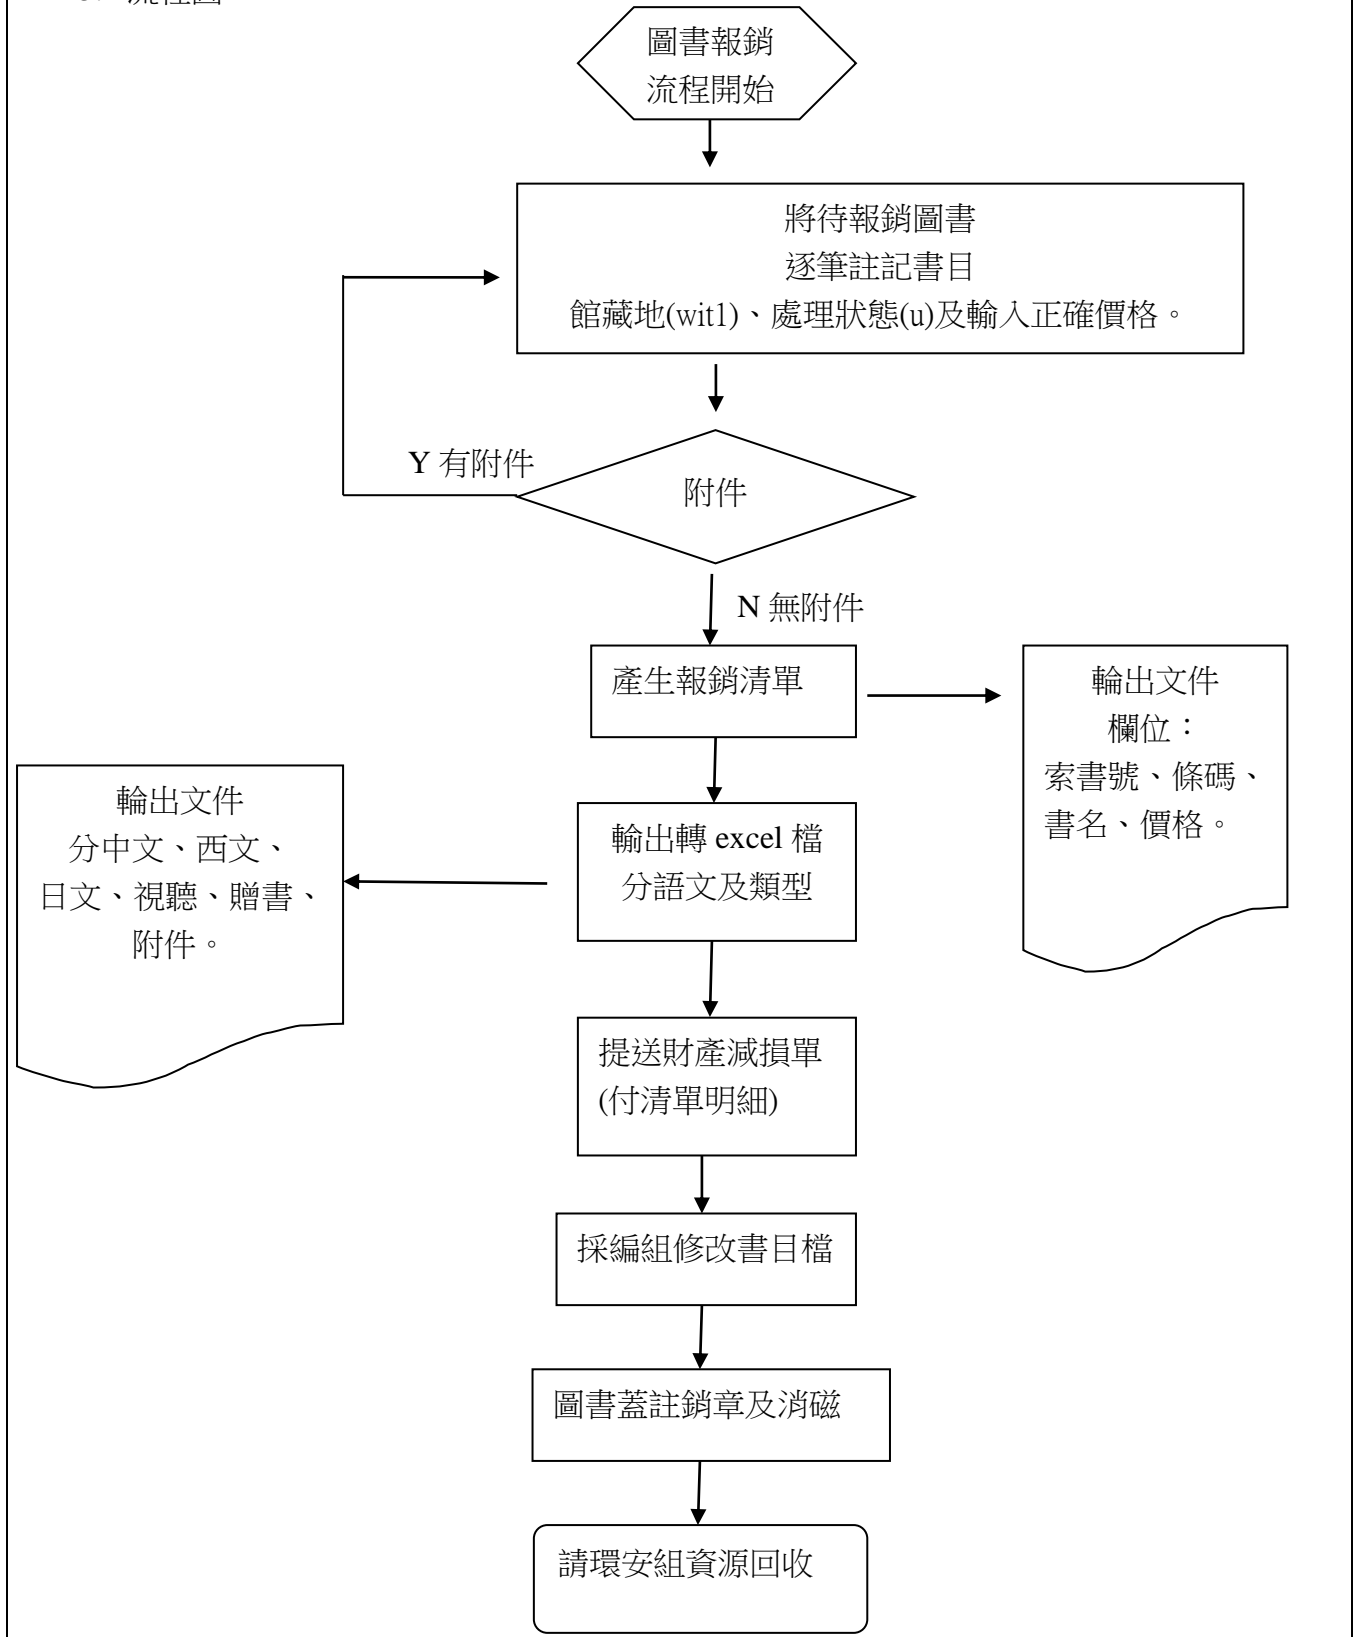 圖書報銷
流程開始
將待報銷圖書
逐筆註記書目
館藏地(wit1)、處理狀態(u)及輸入正確價格。
Y 有附件
附件
N 無附件
產生報銷清單
輪出文件
欄位：
索書號、條碼、
書名、價格。
輪出文件
分中文、西文、
日文、視聽、贈書、
附件。
輸出轉 excel 檔
分語文及類型
提送財產減損單
(付清單明細)
採編組修改書目檔
圖書蓋註銷章及消磁
請環安組資源回收